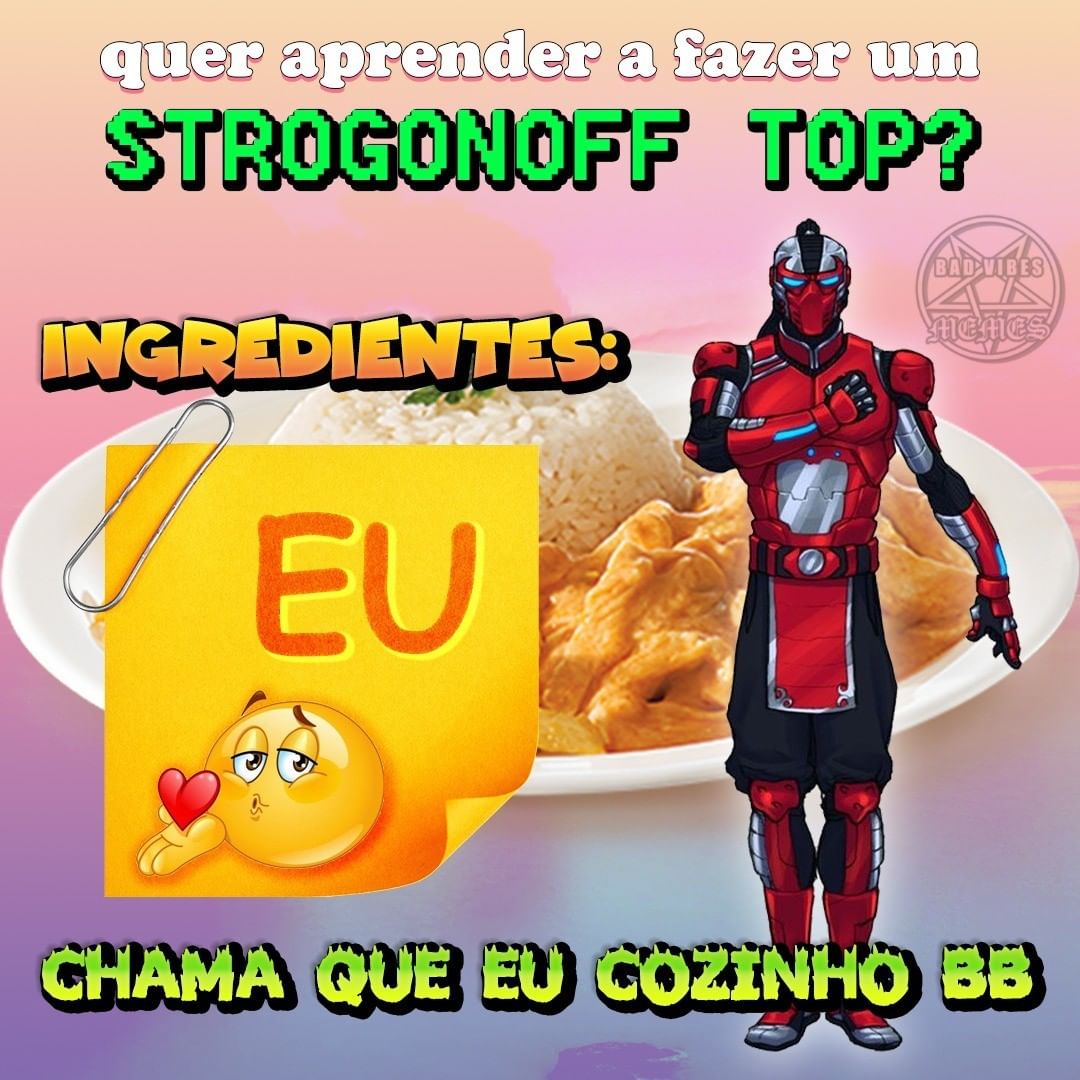 quer aprender a fazer um
STROGONOFF TOP?
BAD VIBES
MEMES
INGREDIENTES:
EU
CHAMA QUE EU COZINHO BB